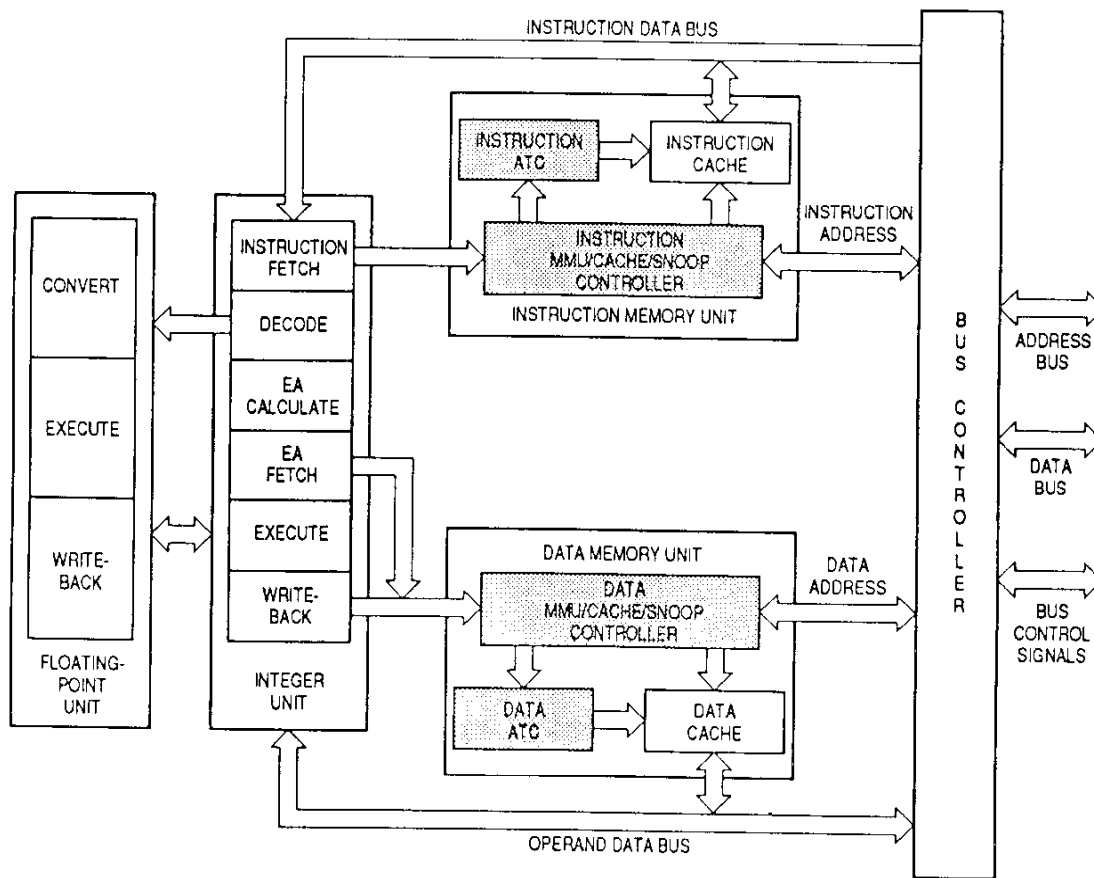 INSTRUCTION DATA BUS
INSTRUCTION
ATC
INSTRUCTION
CACHE
INSTRUCTION
MMU/CACHE/SNOOP
CONTROLLER
INSTRUCTION MEMORY UNIT
INSTRUCTION
ADDRESS
CONVERT
EXECUTE
WRITE-
BACK
FLOATING-
POINT
UNIT
INSTRUCTION
FETCH
DECODE
EA
CALCULATE
EA
FETCH
EXECUTE
WRITE-
BACK
INTEGER
UNIT
DATA MEMORY UNIT
DATA
MMU/CACHE/SNOOP
CONTROLLER
DATA
ATC
DATA
CACHE
DATA
ADDRESS
OPERAND DATA BUS
BUS CONTROLLER
ADDRESS
BUS
DATA
BUS
BUS
CONTROL
SIGNALS